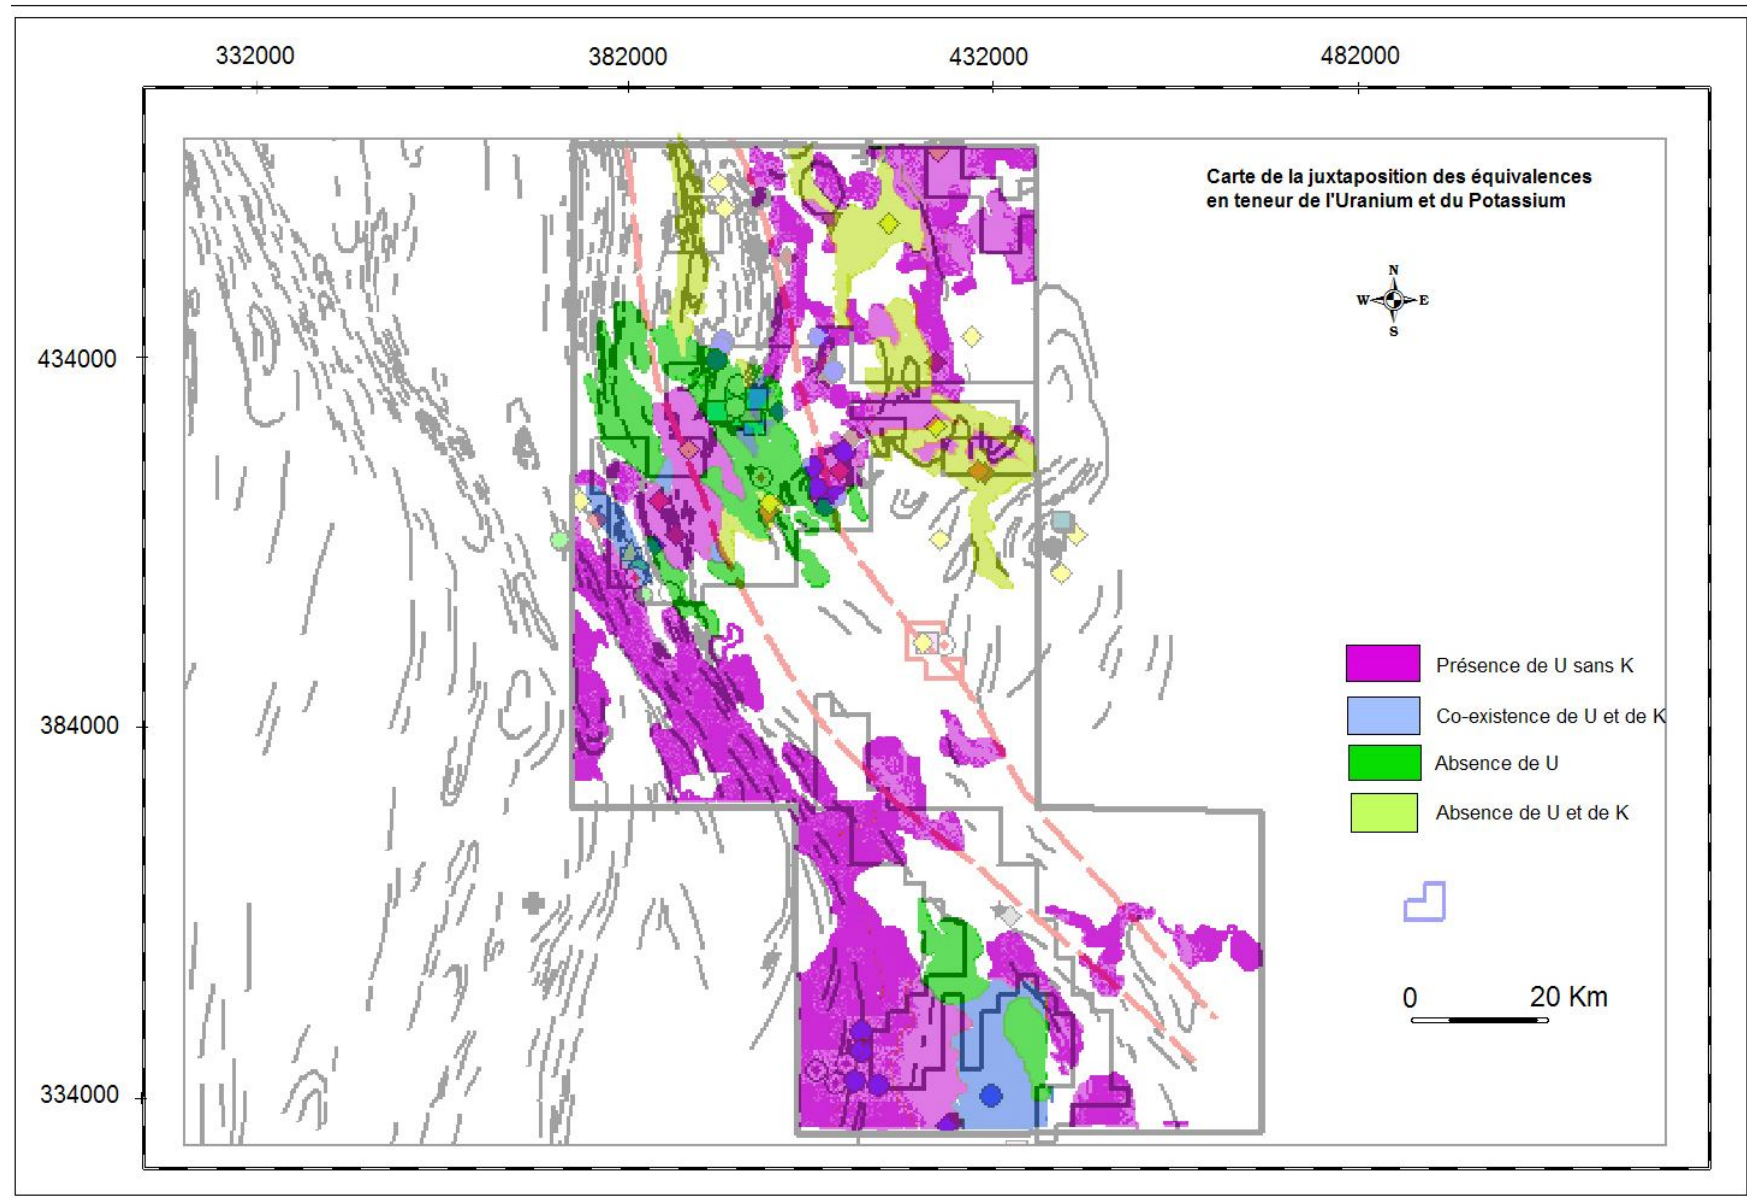 332000 382000 432000 482000
Carte de la juxtaposition des équivalences
en teneur de l'Uranium et du Potassium
N
W E
S
434000
384000
334000
Présence de U sans K
Co-existence de U et de K
Absence de U
Absence de U et de K
0 20 Km